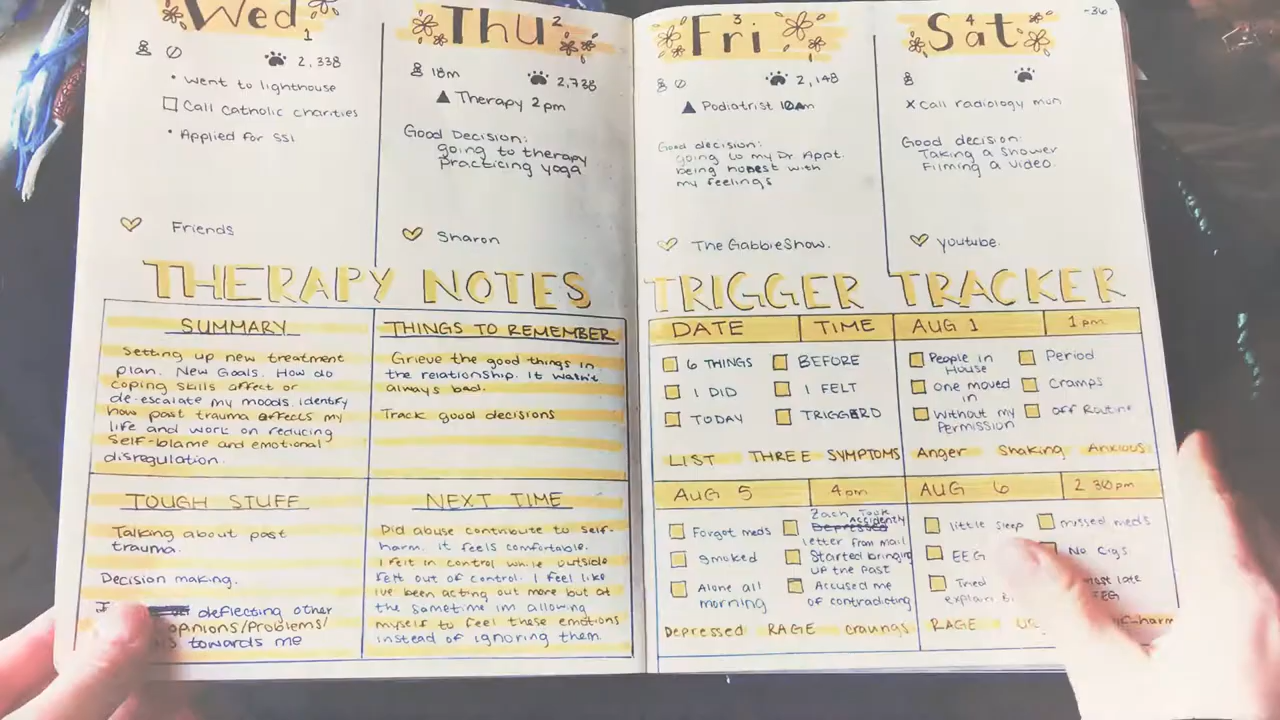 Wed
1
2,338
• Went to lighthouse
Call Catholic charities
• Applied for SSI
Friends
Thu
2
18m
2,738
Therapy 2pm
Good Decision:
going to therapy
Practicing yoga
Sharon
Fri
3
2,148
Podiotrist 10am
Good decision:
going to my Dr Appt.
being honest with
my feelings
The GabbieShow.
-36
Sat
4
x Call radiology mon
Good decision:
Taking a shower
Filming a video.
youtube.
THERAPY NOTES
SUMMARY
Setting up new treatment
plan. New Goals. How do
coping skills affect or
de-escalate my moods. identify
how past trauma affects my
life and work on reducing
self-blame and emotional
disregulation.
THINGS TO REMEMBER
Grieve the good things in
the relationship. it wasn't
always bad.
Track good decisions
TOUGH STUFF
Talking about past
trauma.
Decision making.
deflecting other
opinions/Problems/
towards me
NEXT TIME
Did abuse contribute to self-
harm. it feels comfortable.
I felt in control while outside
felt out of control. I feel like
ive been acting out more but at
the sametime im allowing
myself to feel these emotions
instead of ignoring them.
TRIGGER TRACKER
DATE TIME
6 THINGS BEFORE
I DID I FELT
TODAY TRIGGERD
LIST THREE SYMPTOMS
AUG 1 1pm
People in
House
Period
one moved
in
Cramps
Without my
Permission
off Routine
Anger Shaking Anxious
AUG 5 4pm
Forgot meds
Zach Took
Accidently
letter from mail
Smoked
Started bringing
up the past
Alone all
morning
Accused me
of contradicting
Depressed RAGE cravings
AUG 6 2 30pm
little sleep
missed meds
EEG
No Cigs
Tried
explain
late
EEG
RAGE
harm